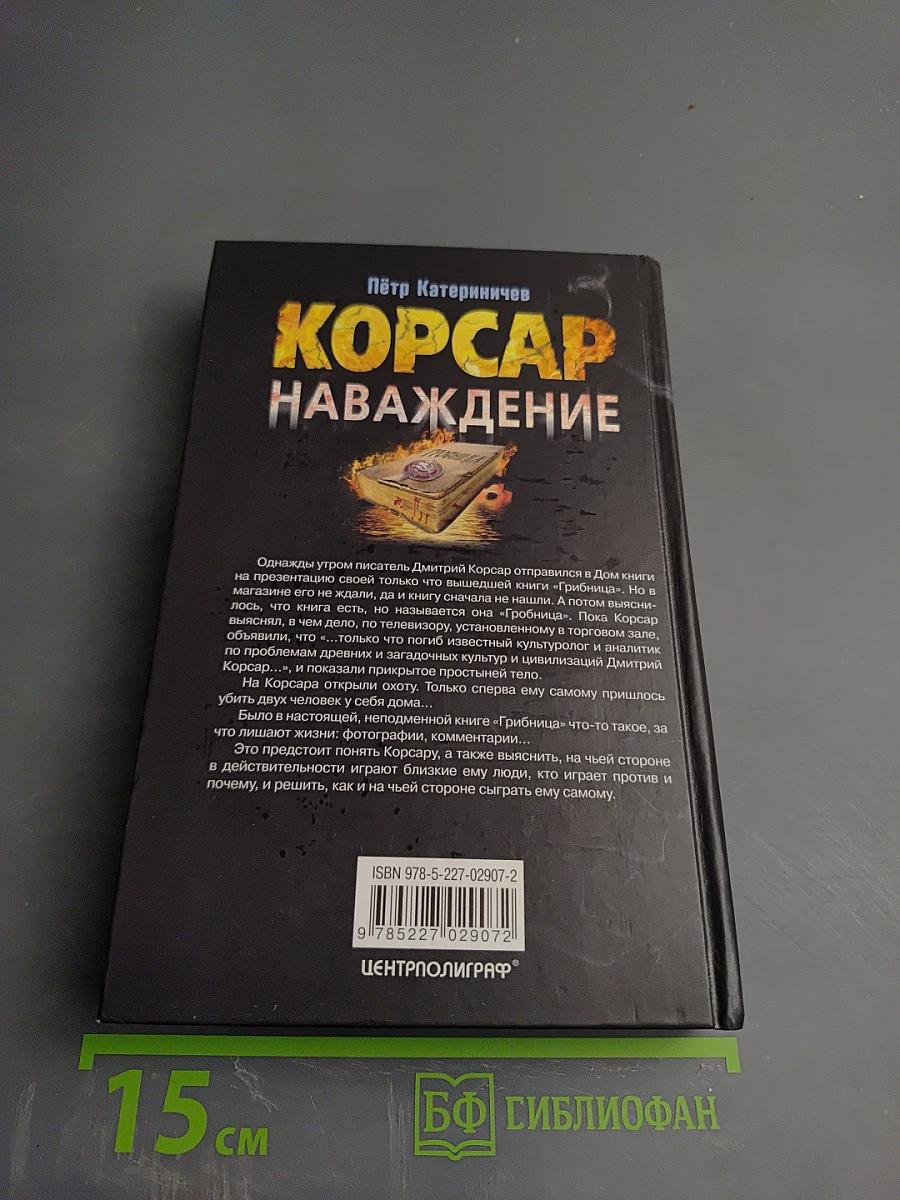 Пётр Катериничев
КОРСАР
НАВАЖДЕНИЕ
ГРОБНИЦА
Однажды утром писатель Дмитрий Корсар отправился в Дом книги
на презентацию своей только что вышедшей книги «Грибница». Но в
магазине его не ждали, да и книгу сначала не нашли. А потом выясни-
лось, что книга есть, но называется она «Гробница». Пока Корсар
выяснял, в чем дело, по телевизору, установленному в торговом зале,
объявили, что «...только что погиб известный культуролог и аналитик
по проблемам древних и загадочных культур и цивилизаций Дмитрий
Корсар...», и показали прикрытое простыней тело.
На Корсара открыли охоту. Только сперва ему самому пришлось
убить двух человек у себя дома...
Было в настоящей, неподменной книге «Грибница» что-то такое, за
что лишают жизни: фотографии, комментарии...
Это предстоит понять Корсару, а также выяснить, на чьей стороне
в действительности играют близкие ему люди, кто играет против и
почему, и решить, как и на чьей стороне сыграть ему самому.
ISBN 978-5-227-02907-2
9 785227 029072
ЦЕНТРПОЛИГРАФ®
15 см
БФ БИБЛИОФАН